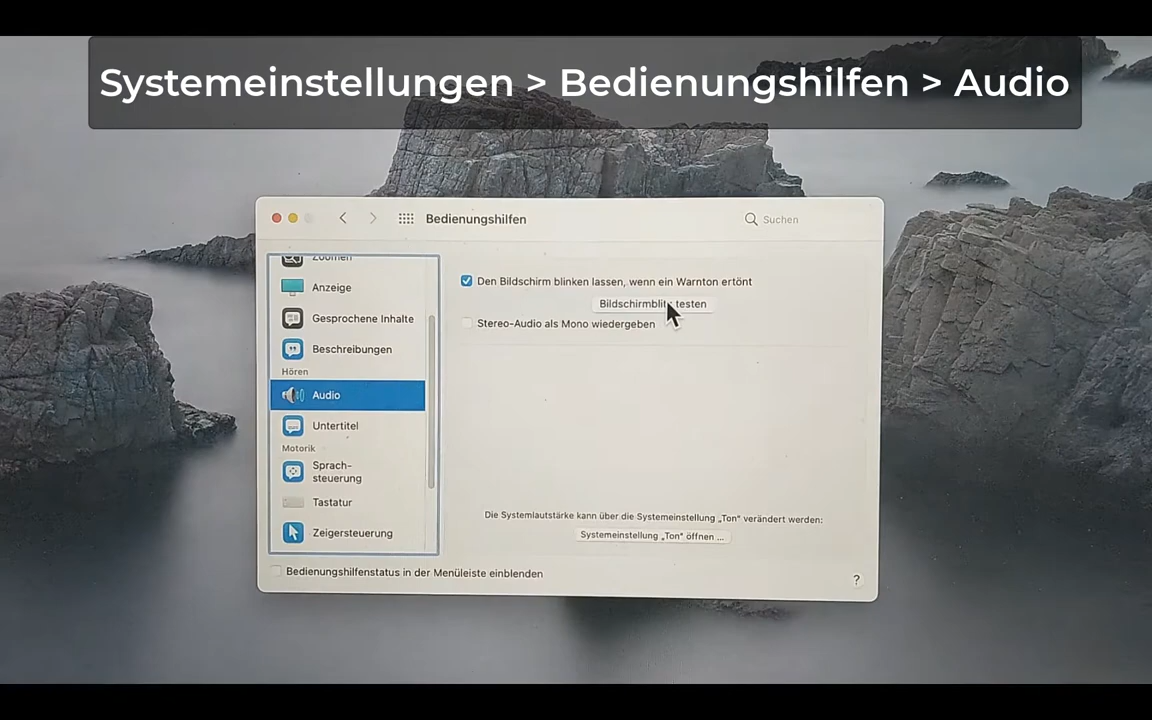 Systemeinstellungen > Bedienungshilfen > Audio
Bedienungshilfen
Suchen
Zoomen
Anzeige
Gesprochene Inhalte
Beschreibungen
Hören
Audio
Untertitel
Motorik
Sprach-
steuerung
Tastatur
Zeigersteuerung
Den Bildschirm blinken lassen, wenn ein Warnton ertönt
Bildschirmblitz testen
Stereo-Audio als Mono wiedergeben
Die Systemlautstärke kann über die Systemeinstellung „Ton“ verändert werden:
Systemeinstellung „Ton“ öffnen ...
Bedienungshilfenstatus in der Menüleiste einblenden
?